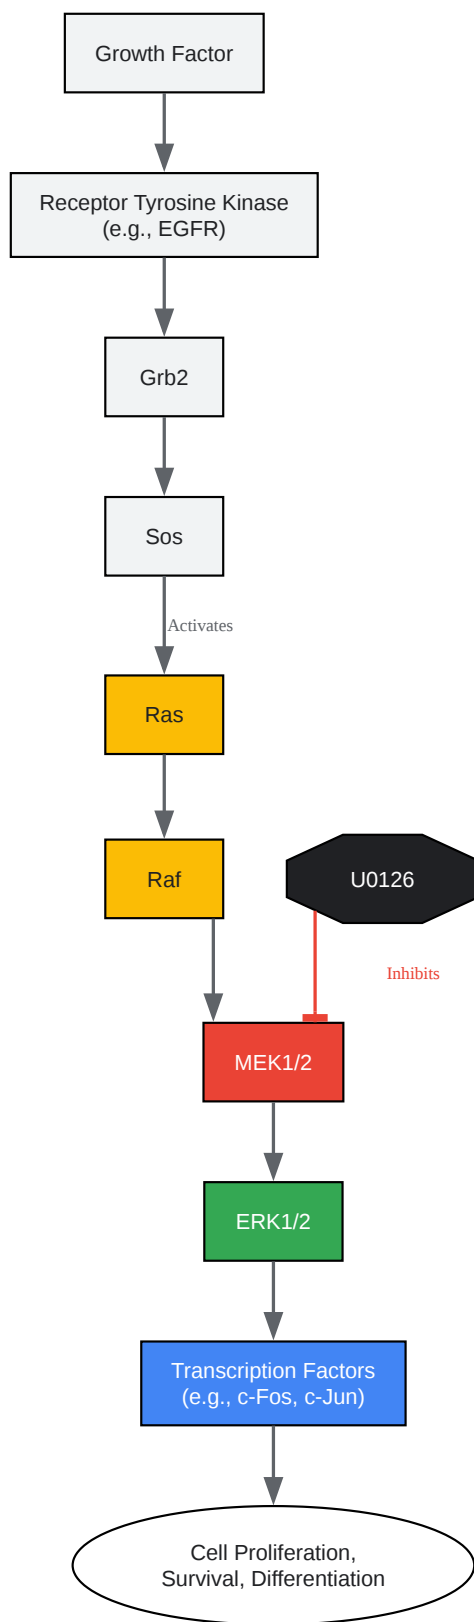 Growth Factor
Receptor Tyrosine Kinase
(e.g., EGFR)
Grb2
Sos
Activates
Ras
Raf
U0126
Inhibits
MEK1/2
ERK1/2
Transcription Factors
(e.g., c-Fos, c-Jun)
Cell Proliferation,
Survival, Differentiation